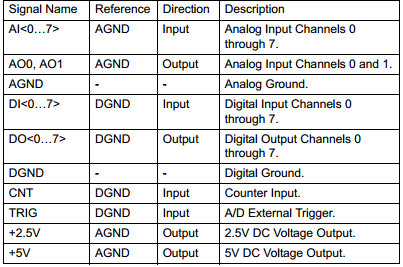 Signal Name Reference Direction Description
AI<0…7> AGND Input Analog Input Channels 0
through 7.
AO0, AO1 AGND Output Analog Input Channels 0 and 1.
AGND - - Analog Ground.
DI<0…7> DGND Input Digital Input Channels 0
through 7.
DO<0…7> DGND Output Digital Output Channels 0
through 7.
DGND - - Digital Ground.
CNT DGND Input Counter Input.
TRIG DGND Input A/D External Trigger.
+2.5V AGND Output 2.5V DC Voltage Output.
+5V AGND Output 5V DC Voltage Output.